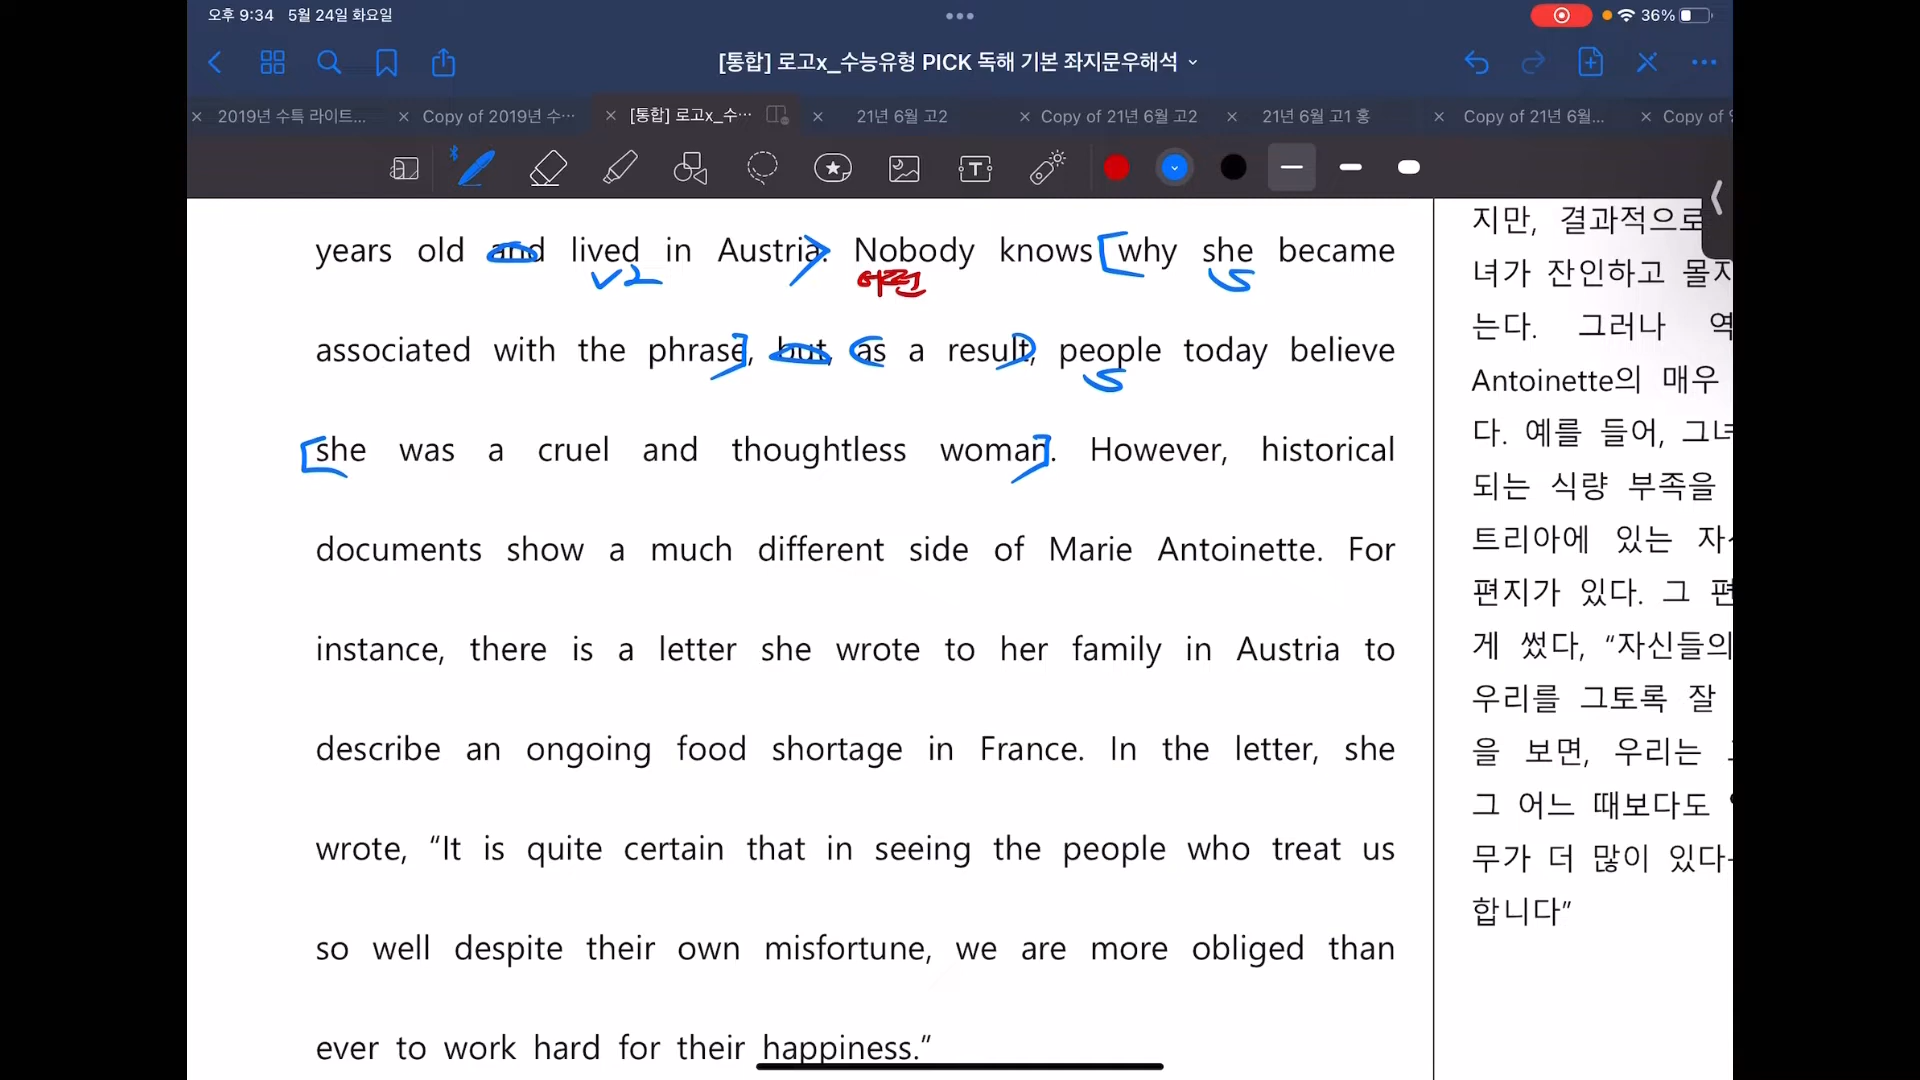 오후 9:34 5월 24일 화요일
36%
[통합] 로고x_수능유형 PICK 독해 기본 좌지문우해석
2019년 수특 라이트...
Copy of 2019년 수...
[통합] 로고x_수...
21년 6월 고2
Copy of 21년 6월 고2
21년 6월 고1 홍
Copy of 21년 6월...
Copy of
years old and lived in Austria. Nobody knows why she became
v2
어떤
S
associated with the phrase, but, as a result, people today believe
S
she was a cruel and thoughtless woman. However, historical
documents show a much different side of Marie Antoinette. For
instance, there is a letter she wrote to her family in Austria to
describe an ongoing food shortage in France. In the letter, she
wrote, “It is quite certain that in seeing the people who treat us
so well despite their own misfortune, we are more obliged than
ever to work hard for their happiness.”
지만, 결과적으로
녀가 잔인하고
는다. 그러나 역
Antoinette의 매우
다. 예를 들어,
되는 식량 부족을
트리아에 있는
편지가 있다. 그
게 썼다, “자신들의
우리를 그토록 잘
을 보면, 우리는
그 어느 때보다도
무가 더 많이 있다
합니다”